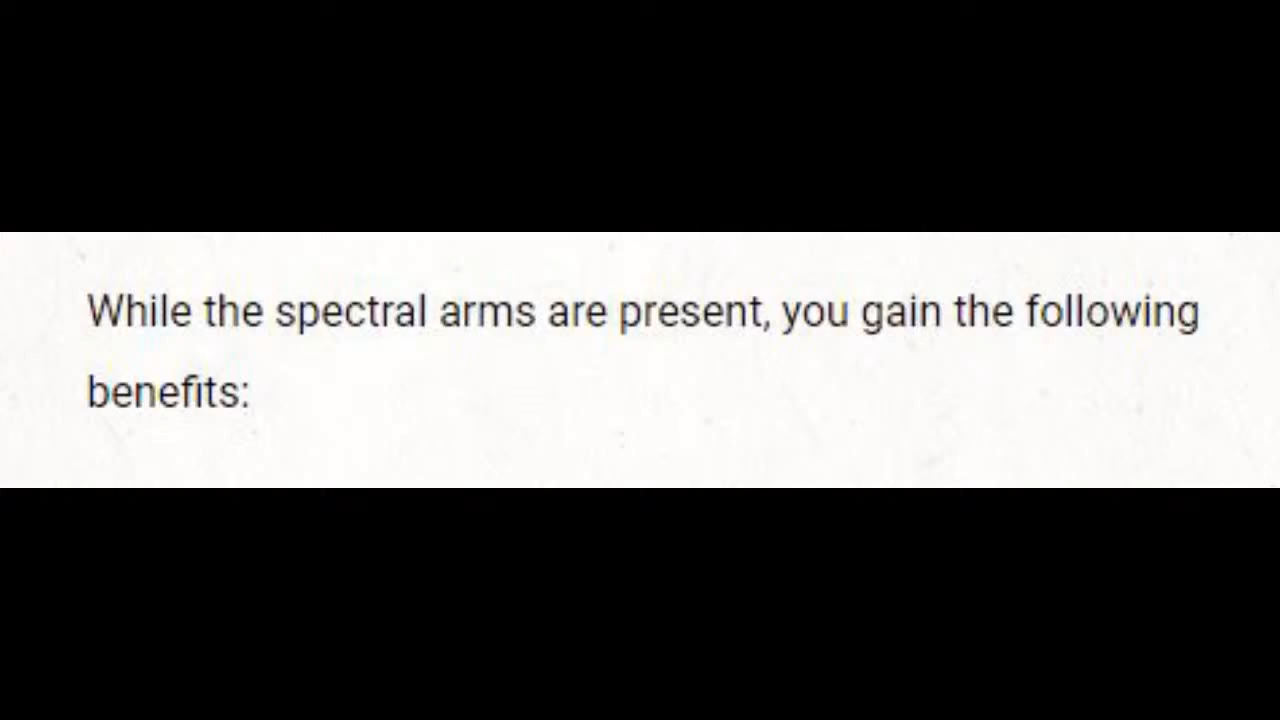 While the spectral arms are present, you gain the following
benefits: